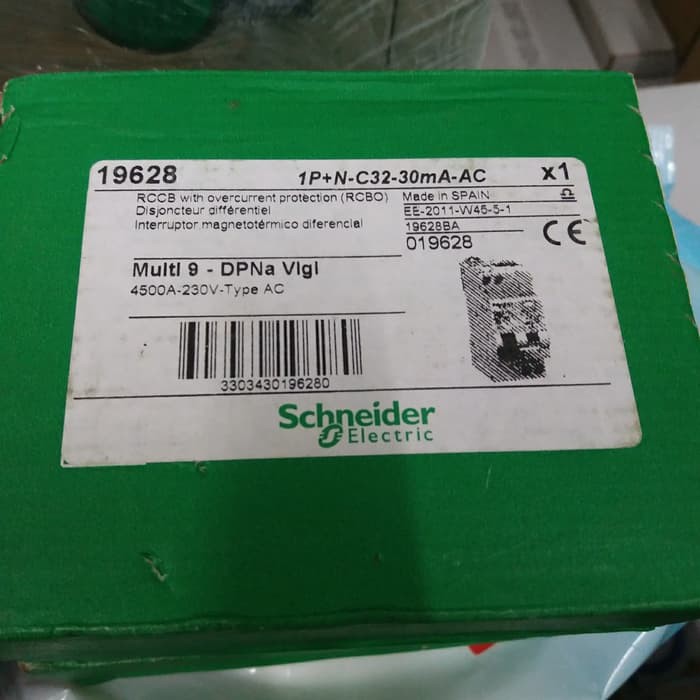 19628 1P+N-C32-30mA-AC x1
RCCB with overcurrent protection (RCBO)
Disjoncteur différentiel
Interruptor magnetotérmico diferencial
Made in SPAIN
EE-2011-W45-5-1
19628BA
019628
CE
Multi 9 - DPNa Vigi
4500A-230V-Type AC
3303430196280
Schneider
Electric